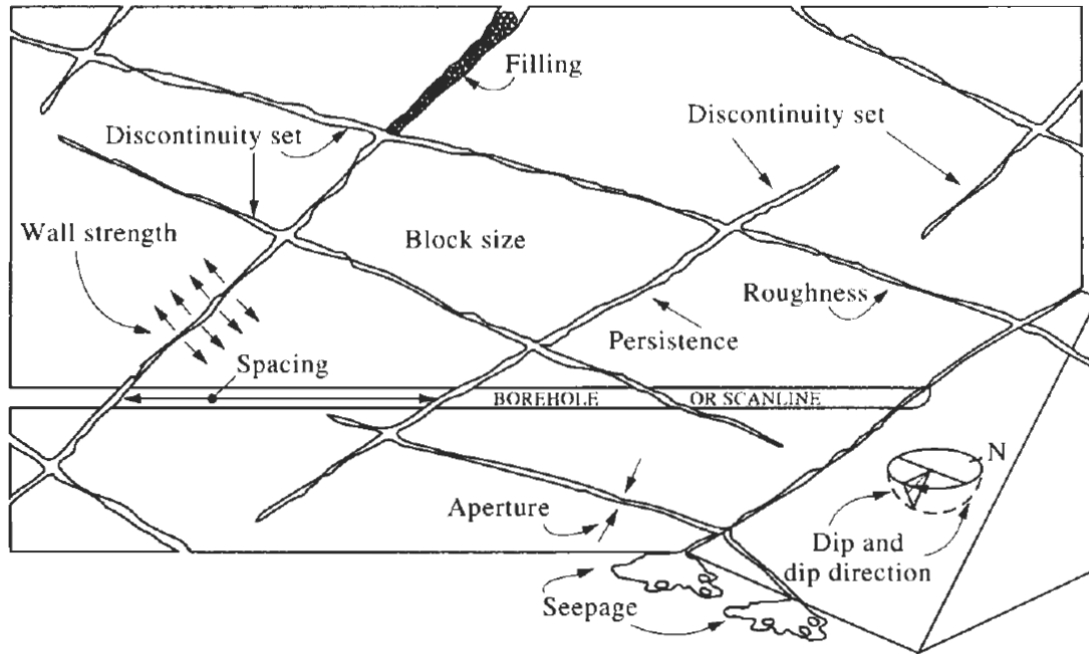 Filling
Discontinuity set
Discontinuity set
Wall strength
Block size
Roughness
Persistence
Spacing
BOREHOLE OR SCANLINE
N
Aperture
Dip and
dip direction
Seepage